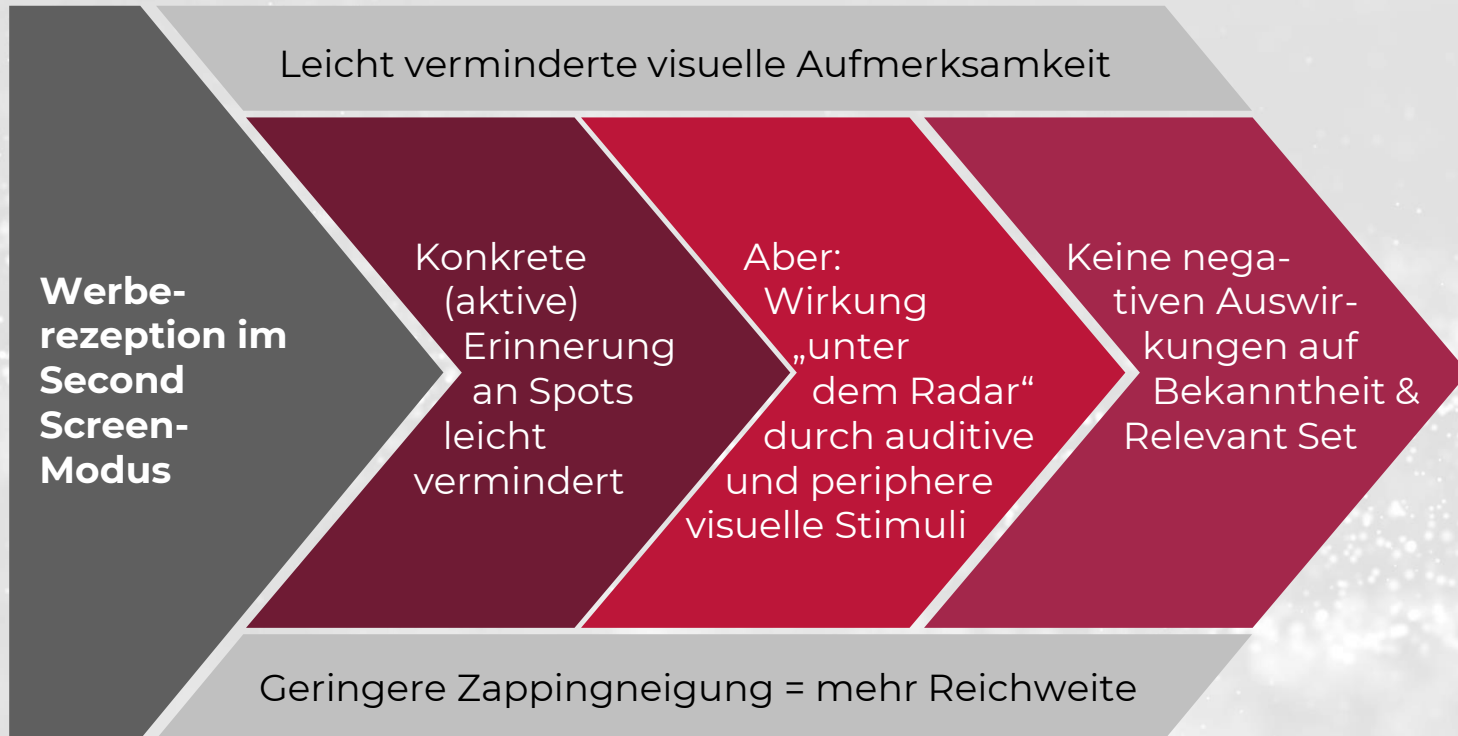 Leicht verminderte visuelle Aufmerksamkeit
Werbe-
rezeption im
Second
Screen-
Modus
Konkrete
(aktive)
Erinnerung
an Spots
leicht
vermindert
Aber:
Wirkung
„unter
dem Radar“
durch auditive
und periphere
visuelle Stimuli
Keine nega-
tiven Auswir-
kungen auf
Bekanntheit &
Relevant Set
Geringere Zappingneigung = mehr Reichweite